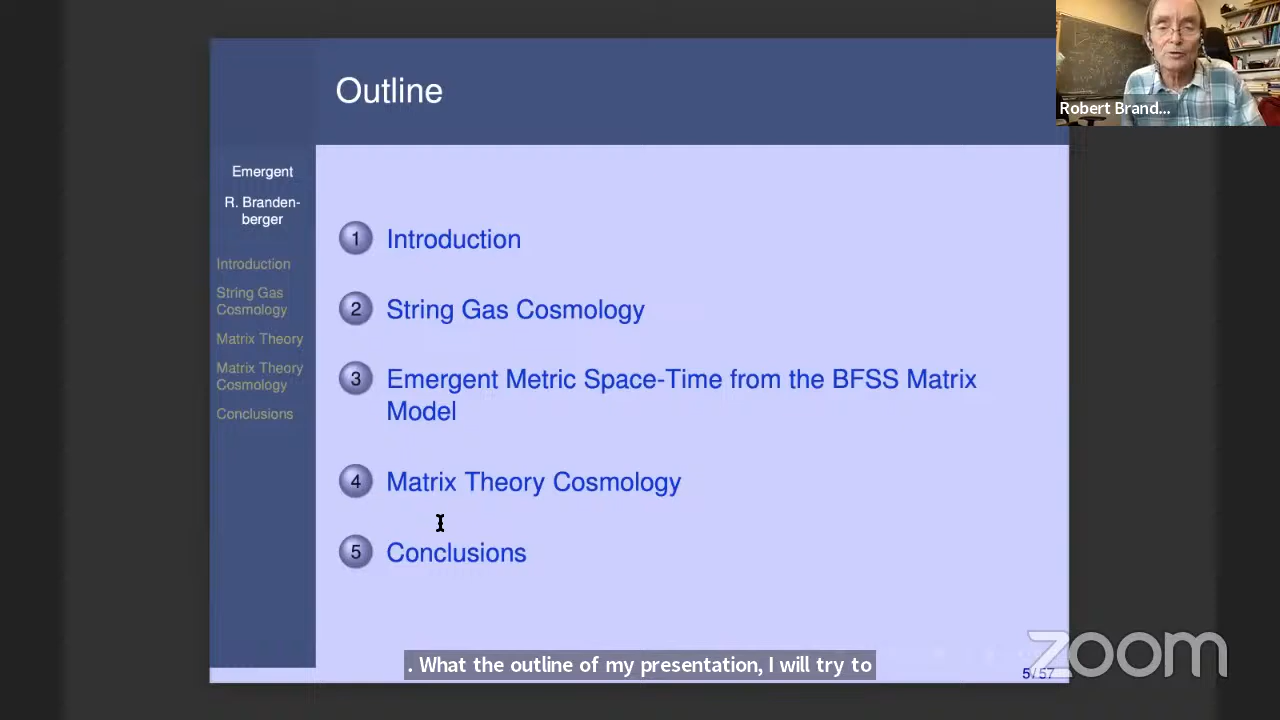 Outline
Robert Brand...
Emergent
R. Branden-
berger
Introduction
String Gas
Cosmology
Matrix Theory
Matrix Theory
Cosmology
Conclusions
1 Introduction
2 String Gas Cosmology
3 Emergent Metric Space-Time from the BFSS Matrix
Model
4 Matrix Theory Cosmology
5 Conclusions
. What the outline of my presentation, I will try to
5/57
zoom